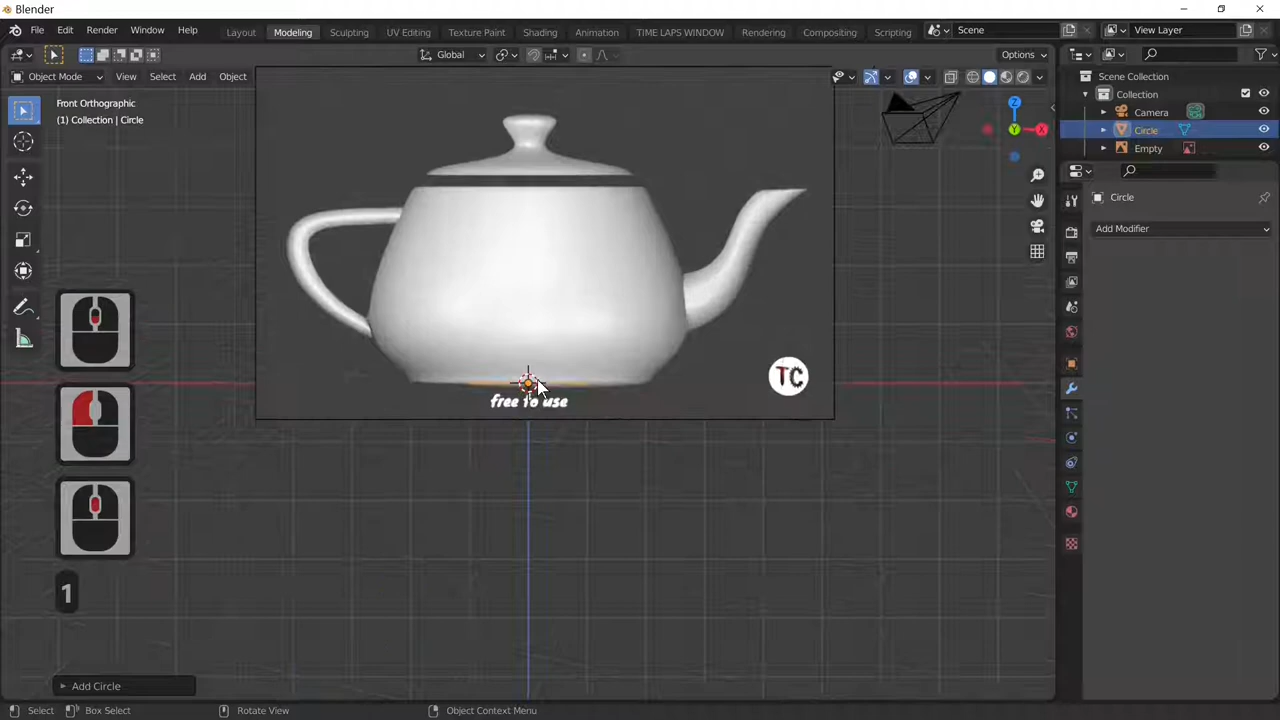 Blender
File Edit Render Window Help Layout Modeling Sculpting UV Editing Texture Paint Shading Animation TIME LAPS WINDOW Rendering Compositing Scripting Scene View Layer
Global Options
Object Mode View Select Add Object
Scene Collection
Front Orthographic
(1) Collection | Circle
Collection
Camera
Circle
Empty
Z
Y
X
Circle
Add Modifier
TC
free to use
1
Add Circle
Select Box Select Rotate View Object Context Menu